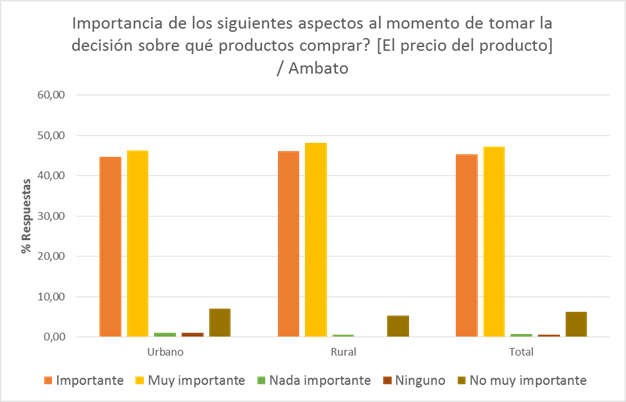 Importancia de los siguientes aspectos al momento de tomar la
decisión sobre qué productos comprar? [El precio del producto]
/ Ambato
60,00
50,00
40,00
30,00
20,00
10,00
0,00
% Respuestas
Urbano
Rural
Total
Importante
Muy importante
Nada importante
Ninguno
No muy importante